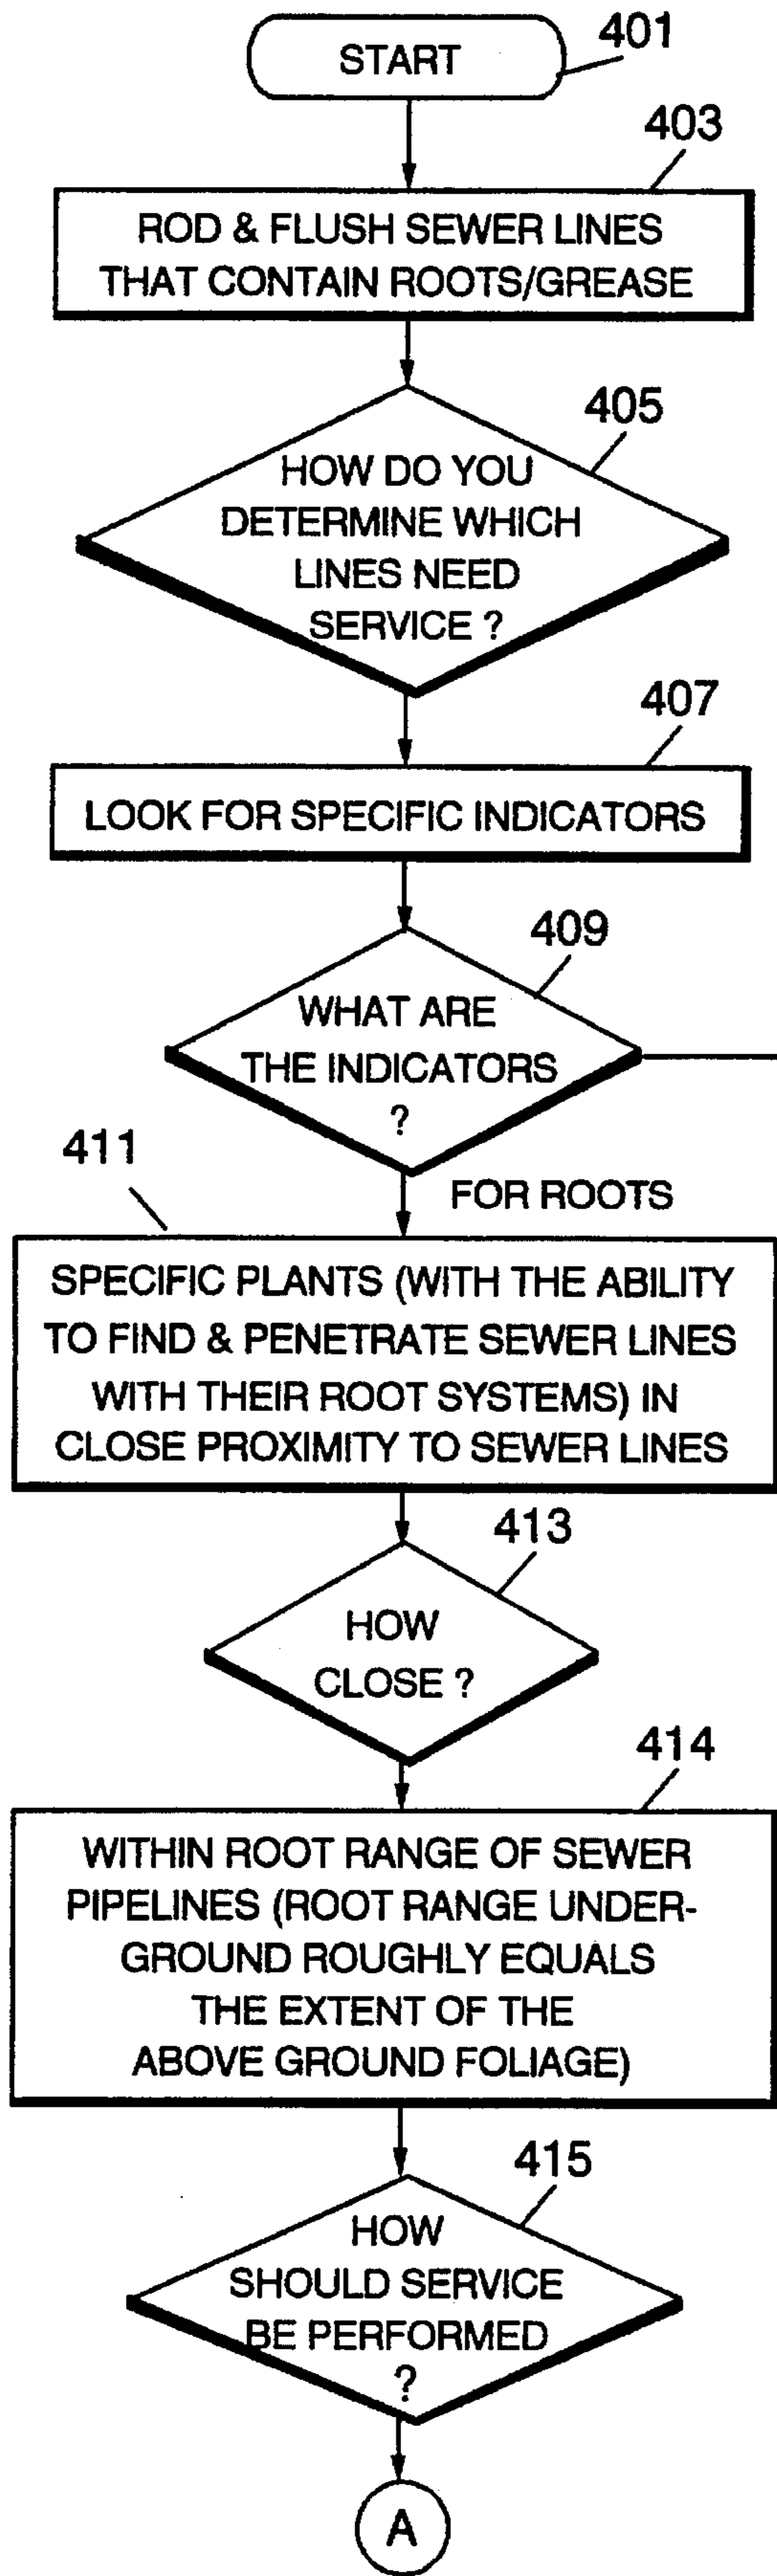 START
401
403
ROD & FLUSH SEWER LINES
THAT CONTAIN ROOTS/GREASE
405
HOW DO YOU
DETERMINE WHICH
LINES NEED
SERVICE ?
407
LOOK FOR SPECIFIC INDICATORS
409
WHAT ARE
THE INDICATORS
?
411
FOR ROOTS
SPECIFIC PLANTS (WITH THE ABILITY
TO FIND & PENETRATE SEWER LINES
WITH THEIR ROOT SYSTEMS) IN
CLOSE PROXIMITY TO SEWER LINES
413
HOW
CLOSE ?
414
WITHIN ROOT RANGE OF SEWER
PIPELINES (ROOT RANGE UNDER-
GROUND ROUGHLY EQUALS
THE EXTENT OF THE
ABOVE GROUND FOLIAGE)
415
HOW
SHOULD SERVICE
BE PERFORMED
?
A